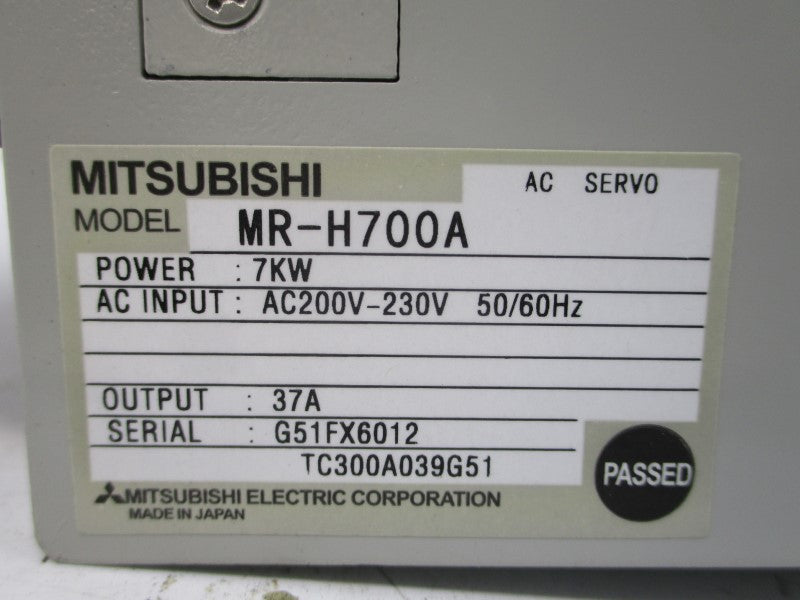 MITSUBISHI
AC SERVO
MODEL MR-H700A
POWER : 7KW
AC INPUT : AC200V-230V 50/60Hz
OUTPUT : 37A
SERIAL : G51FX6012
TC300A039G51
PASSED
MITSUBISHI ELECTRIC CORPORATION
MADE IN JAPAN